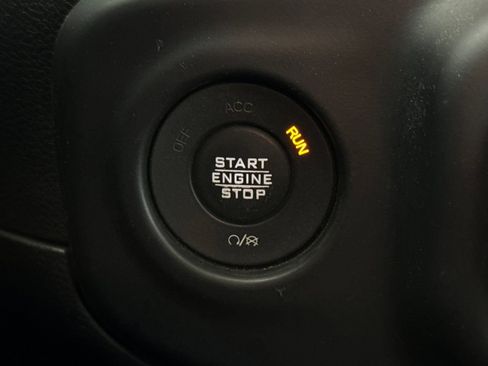 OFF
ACC
RUN
START
ENGINE
STOP